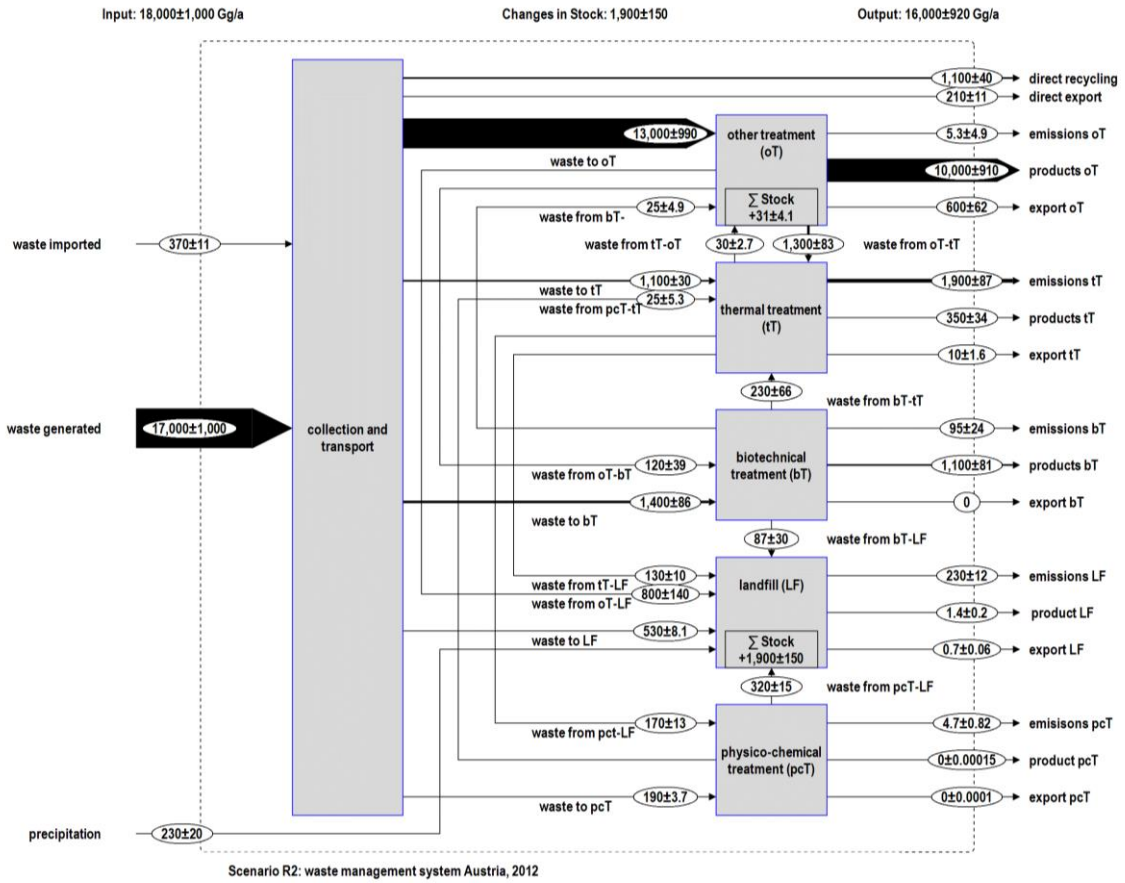 Input: 18,000±1,000 Gg/a
Changes in Stock: 1,900±150
Output: 16,000±920 Gg/a
1,100±40
direct recycling
210±11
direct export
13,000±990
other treatment
(oT)
5.3±4.9
emissions oT
waste to oT
10,000±910
products oT
∑ Stock
+31±4.1
25±4.9
waste from bT-
600±62
export oT
waste imported
370±11
waste from tT-oT
30±2.7
1,300±83
waste from oT-tT
1,100±30
waste to tT
1,900±87
emissions tT
25±5.3
waste from pcT-tT
thermal treatment
(tT)
350±34
products tT
10±1.6
export tT
230±66
waste from bT-tT
waste generated
17,000±1,000
collection and
transport
95±24
emissions bT
biotechnical
treatment (bT)
120±39
waste from oT-bT
1,100±81
products bT
1,400±86
waste to bT
0
export bT
87±30
waste from bT-LF
130±10
waste from tT-LF
landfill (LF)
230±12
emissions LF
800±140
waste from oT-LF
1.4±0.2
product LF
530±8.1
waste to LF
∑ Stock
+1,900±150
0.7±0.06
export LF
320±15
waste from pcT-LF
170±13
waste from pct-LF
4.7±0.82
emisisons pcT
physico-chemical
treatment (pcT)
0±0.00015
product pcT
190±3.7
waste to pcT
0±0.0001
export pcT
precipitation
230±20
Scenario R2: waste management system Austria, 2012